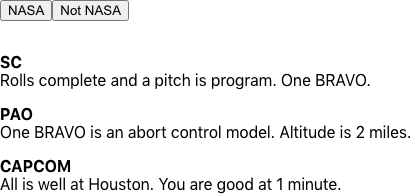 NASA Not NASA
SC
Rolls complete and a pitch is program. One BRAVO.
PAO
One BRAVO is an abort control model. Altitude is 2 miles.
CAPCOM
All is well at Houston. You are good at 1 minute.